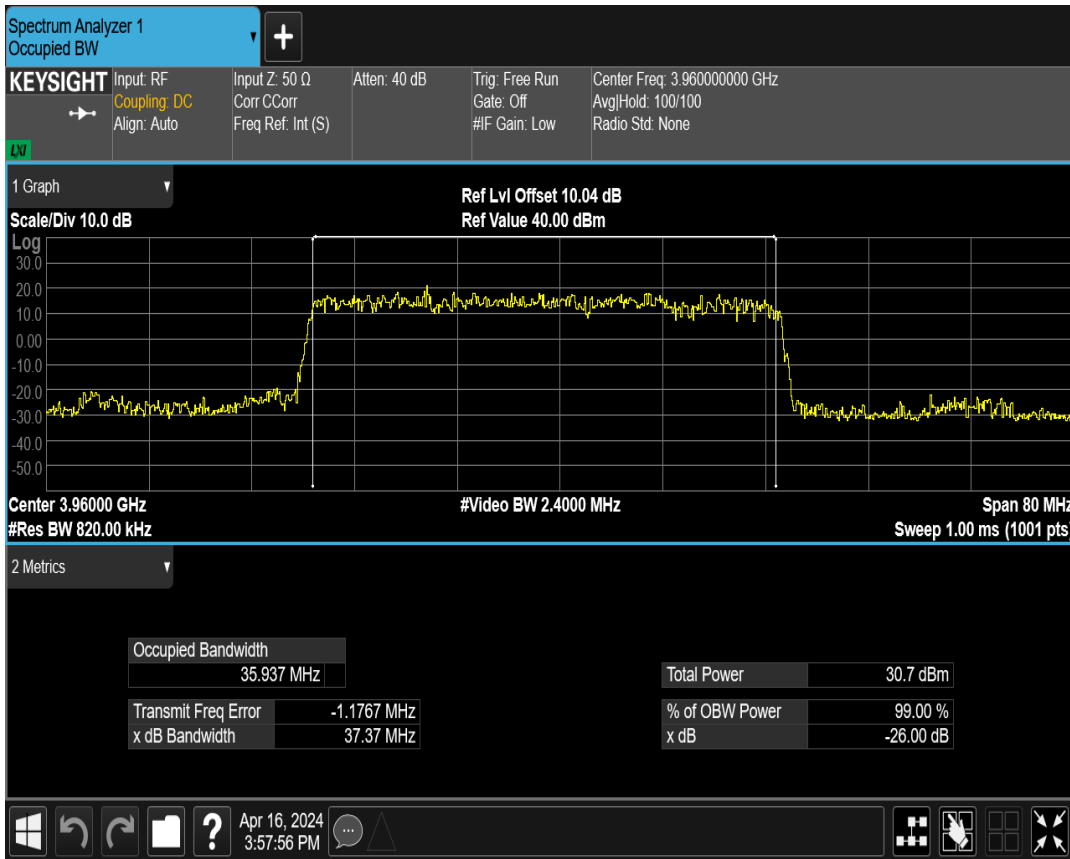 Spectrum Analyzer 1
Occupied BW
+
KEYSIGHT
LXI
Input: RF
Coupling: DC
Align: Auto
Input Z: 50 Ω
Corr CCorr
Freq Ref: Int (S)
Atten: 40 dB
Trig: Free Run
Gate: Off
#IF Gain: Low
Center Freq: 3.960000000 GHz
Avg|Hold: 100/100
Radio Std: None
1 Graph
Scale/Div 10.0 dB
Ref Lvl Offset 10.04 dB
Ref Value 40.00 dBm
Log
30.0
20.0
10.0
0.00
-10.0
-20.0
-30.0
-40.0
-50.0
Center 3.96000 GHz
#Video BW 2.4000 MHz
Span 80 MHz
#Res BW 820.00 kHz
Sweep 1.00 ms (1001 pts)
2 Metrics
Occupied Bandwidth
35.937 MHz
Total Power 30.7 dBm
Transmit Freq Error -1.1767 MHz
% of OBW Power 99.00 %
x dB Bandwidth 37.37 MHz
x dB -26.00 dB
?
Apr 16, 2024
3:57:56 PM